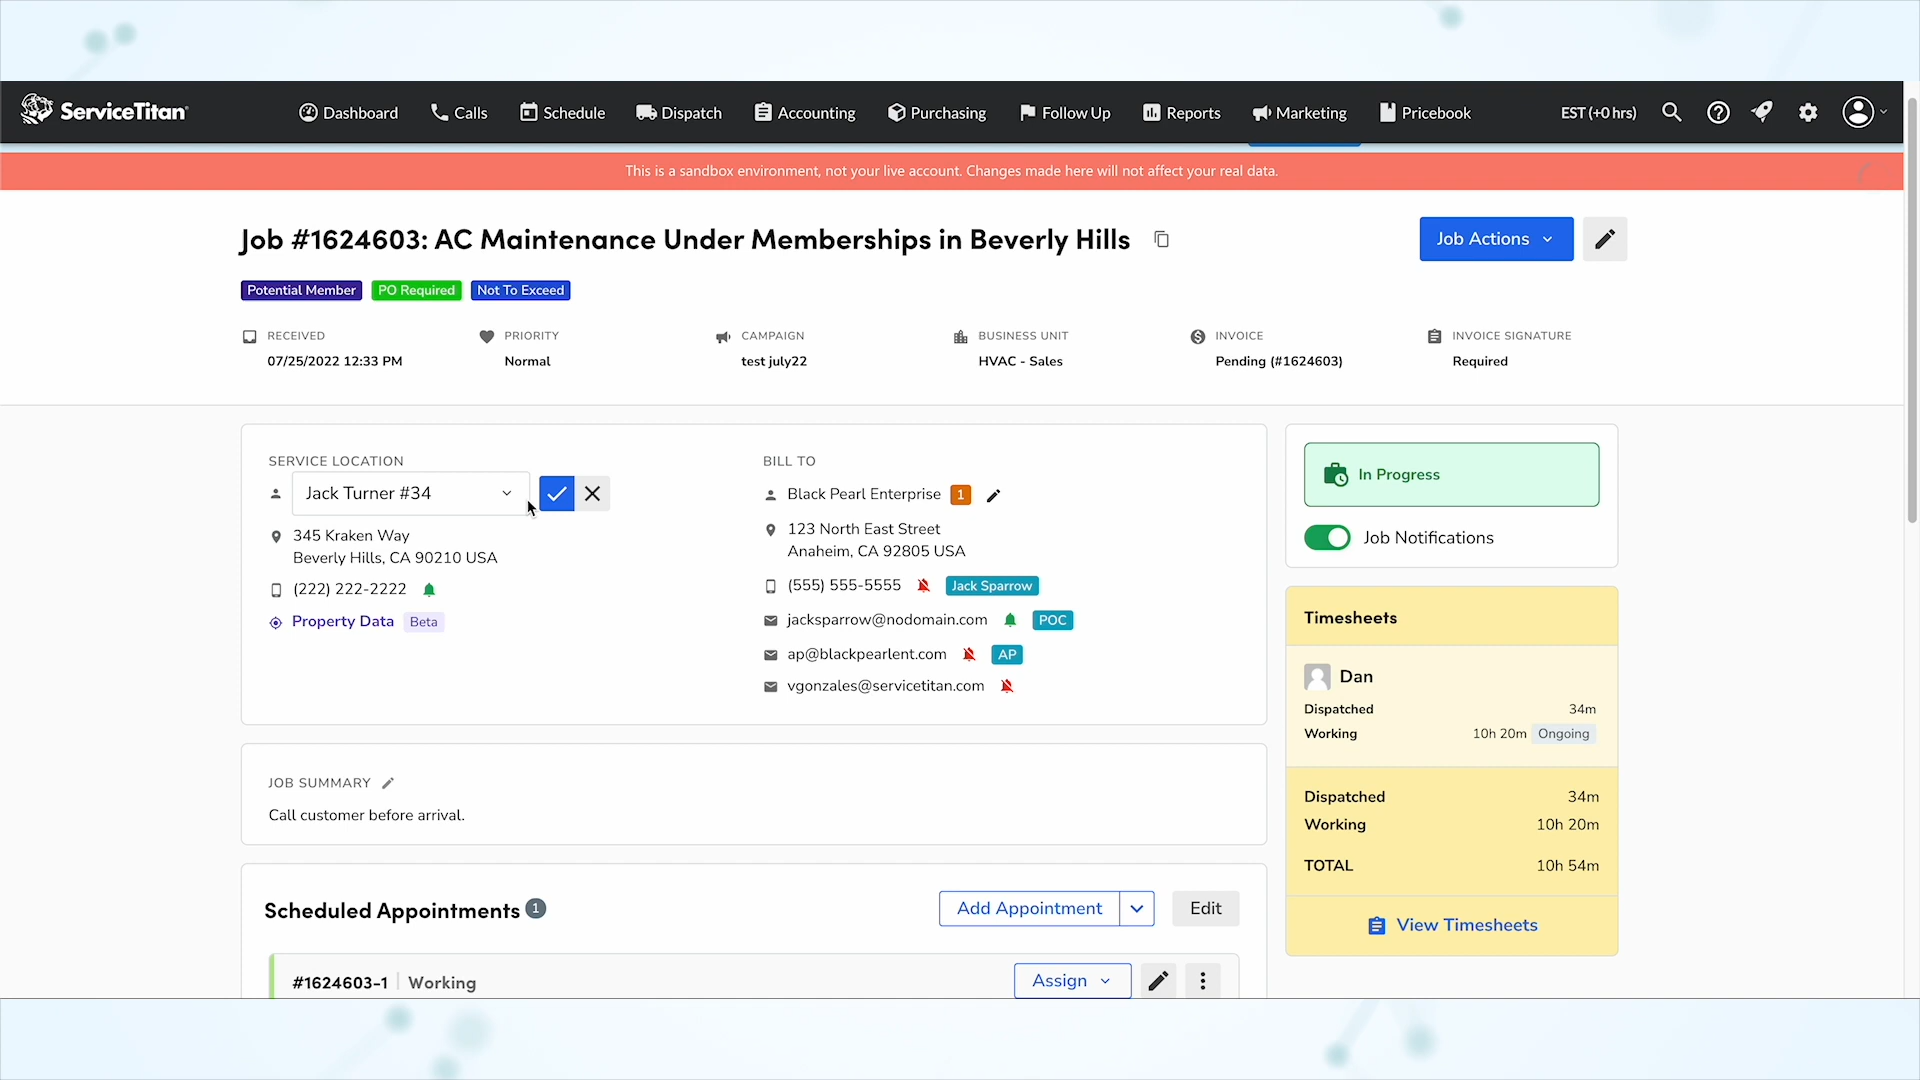 ServiceTitan
Dashboard
Calls
Schedule
Dispatch
Accounting
Purchasing
Follow Up
Reports
Marketing
Pricebook
EST (+0 hrs)
This is a sandbox environment, not your live account. Changes made here will not affect your real data.
Job #1624603: AC Maintenance Under Memberships in Beverly Hills
Job Actions
Potential Member
PO Required
Not To Exceed
RECEIVED
07/25/2022 12:33 PM
PRIORITY
Normal
CAMPAIGN
test july22
BUSINESS UNIT
HVAC - Sales
INVOICE
Pending (#1624603)
INVOICE SIGNATURE
Required
SERVICE LOCATION
Jack Turner #34
345 Kraken Way
Beverly Hills, CA 90210 USA
(222) 222-2222
Property Data Beta
BILL TO
Black Pearl Enterprise 1
123 North East Street
Anaheim, CA 92805 USA
(555) 555-5555 Jack Sparrow
jacksparrow@nodomain.com POC
ap@blackpearlent.com AP
vgonzales@servicetitan.com
In Progress
Job Notifications
Timesheets
Dan
Dispatched 34m
Working 10h 20m Ongoing
Dispatched 34m
Working 10h 20m
TOTAL 10h 54m
View Timesheets
JOB SUMMARY
Call customer before arrival.
Scheduled Appointments 1
Add Appointment
Edit
#1624603-1 Working
Assign